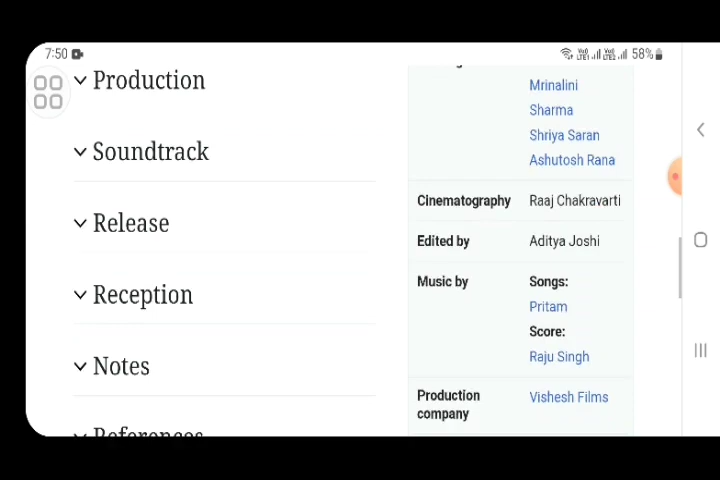 7:50
58%
Production
Soundtrack
Release
Reception
Notes
References
Mrinalini
Sharma
Shriya Saran
Ashutosh Rana
Cinematography Raaj Chakravarti
Edited by Aditya Joshi
Music by Songs:
Pritam
Score:
Raju Singh
Production Vishesh Films
company